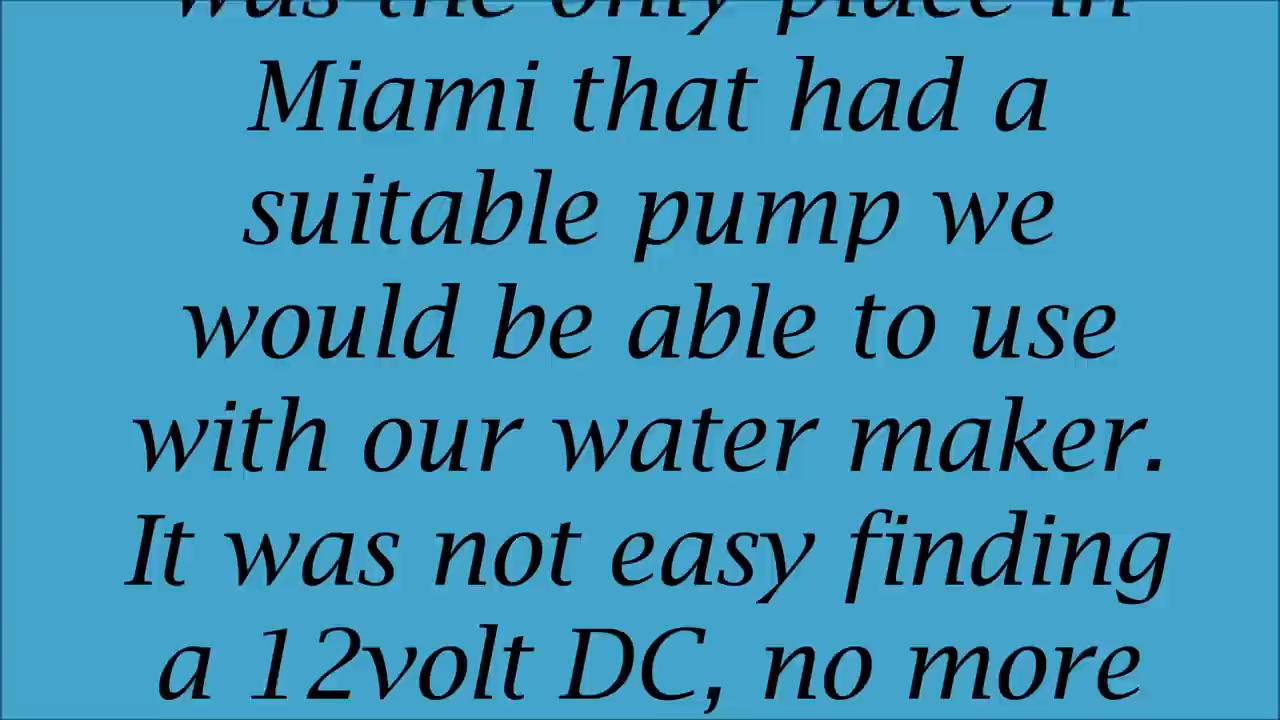 was the only place in
Miami that had a
suitable pump we
would be able to use
with our water maker.
It was not easy finding
a 12volt DC, no more